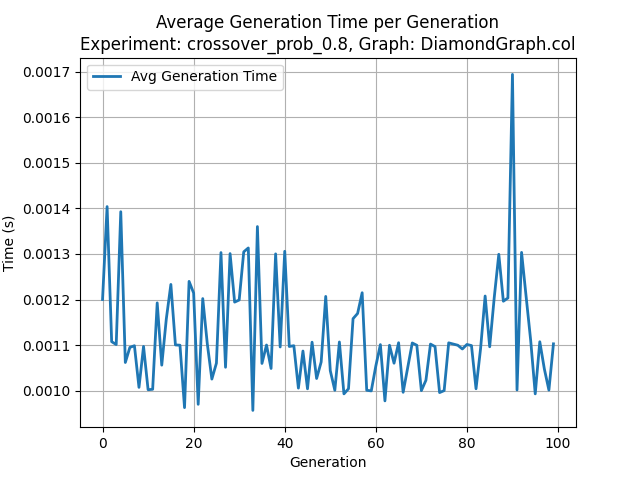 Average Generation Time per Generation
Experiment: crossover_prob_0.8, Graph: DiamondGraph.col
Avg Generation Time
0.0017
0.0016
0.0015
0.0014
0.0013
0.0012
0.0011
0.0010
Time (s)
0 20 40 60 80 100
Generation